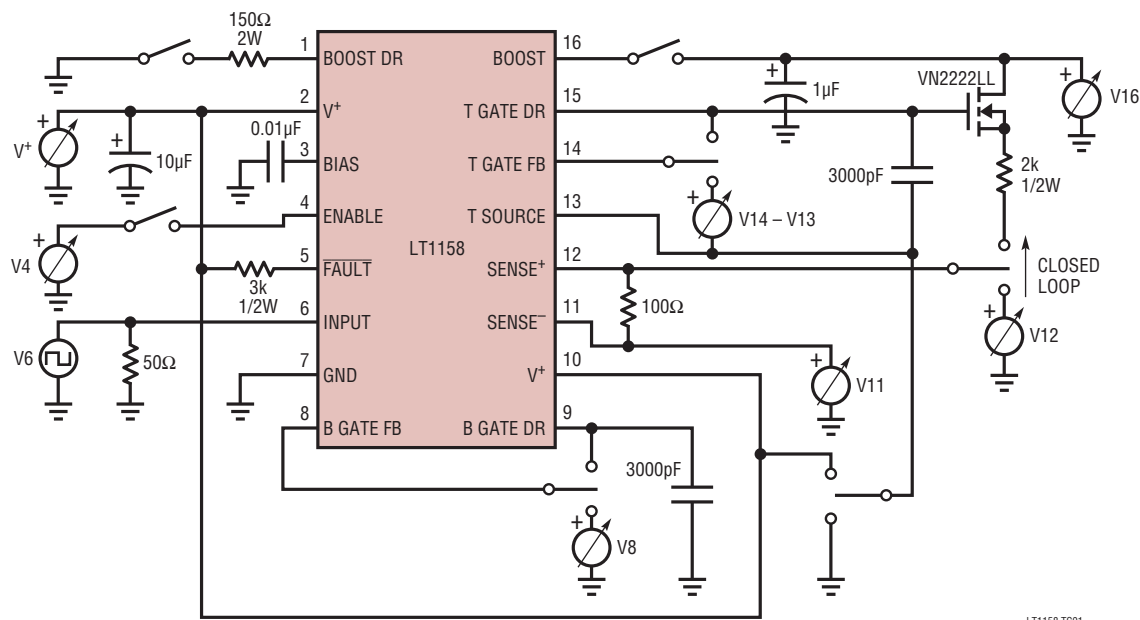 150Ω
2W
1
BOOST DR
BOOST
16
2
V+
T GATE DR
15
+
1µF
VN2222LL
+
V16
+
V+
+
10µF
0.01µF
3
BIAS
T GATE FB
14
3000pF
2k
1/2W
4
ENABLE
T SOURCE
13
+
V14 – V13
+
V4
LT1158
5
FAULT
SENSE+
12
CLOSED
LOOP
3k
1/2W
100Ω
6
INPUT
SENSE–
11
+
V12
V6
50Ω
7
GND
V+
10
+
V11
8
B GATE FB
B GATE DR
9
3000pF
+
V8